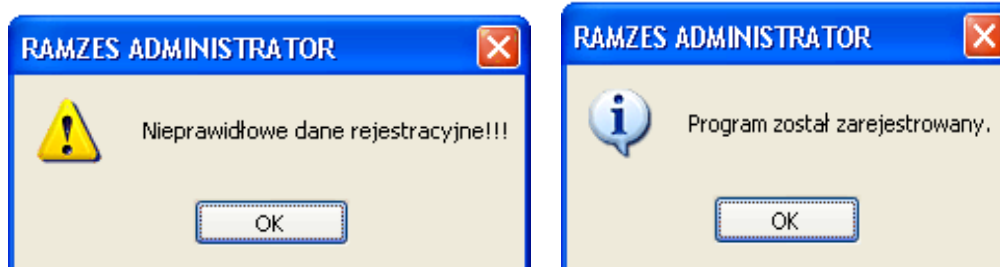 RAMZES ADMINISTRATOR
Nieprawidłowe dane rejestracyjne!!!
OK
RAMZES ADMINISTRATOR
Program został zarejestrowany.
OK